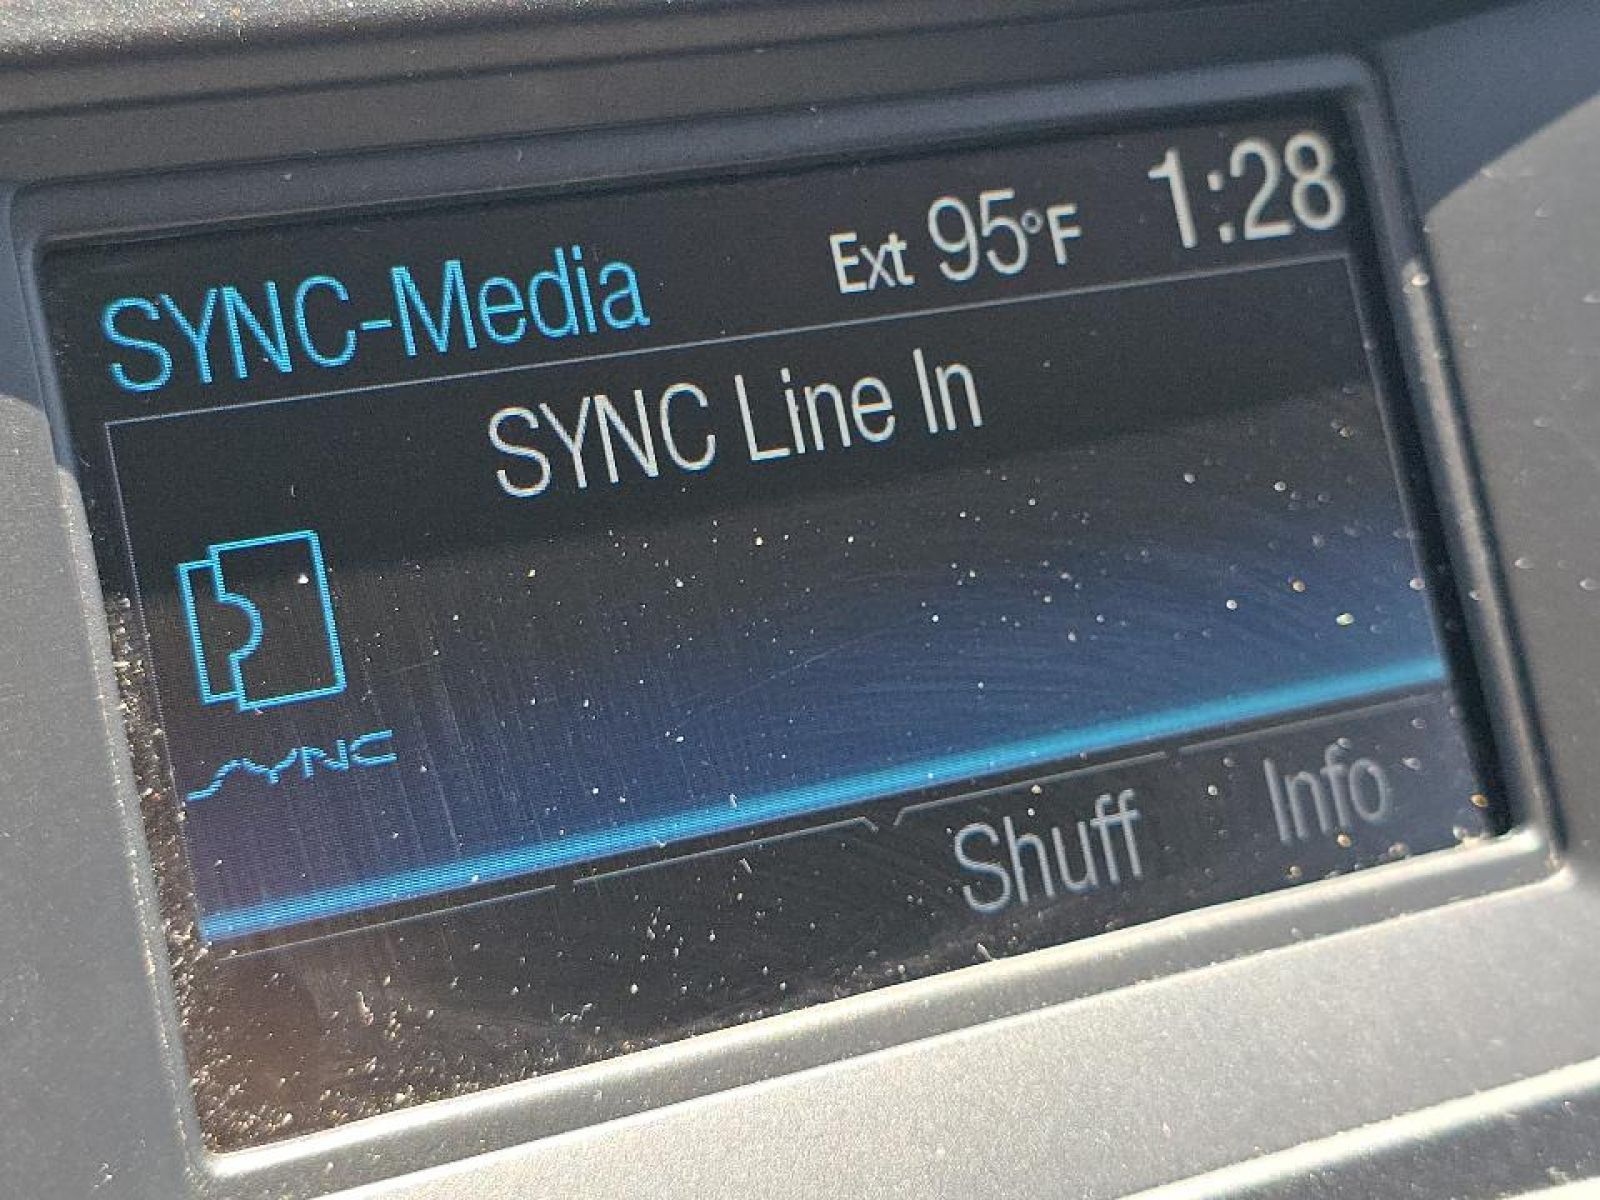 SYNC-Media Ext 95°F 1:28
SYNC Line In
SYNC
Shuff Info